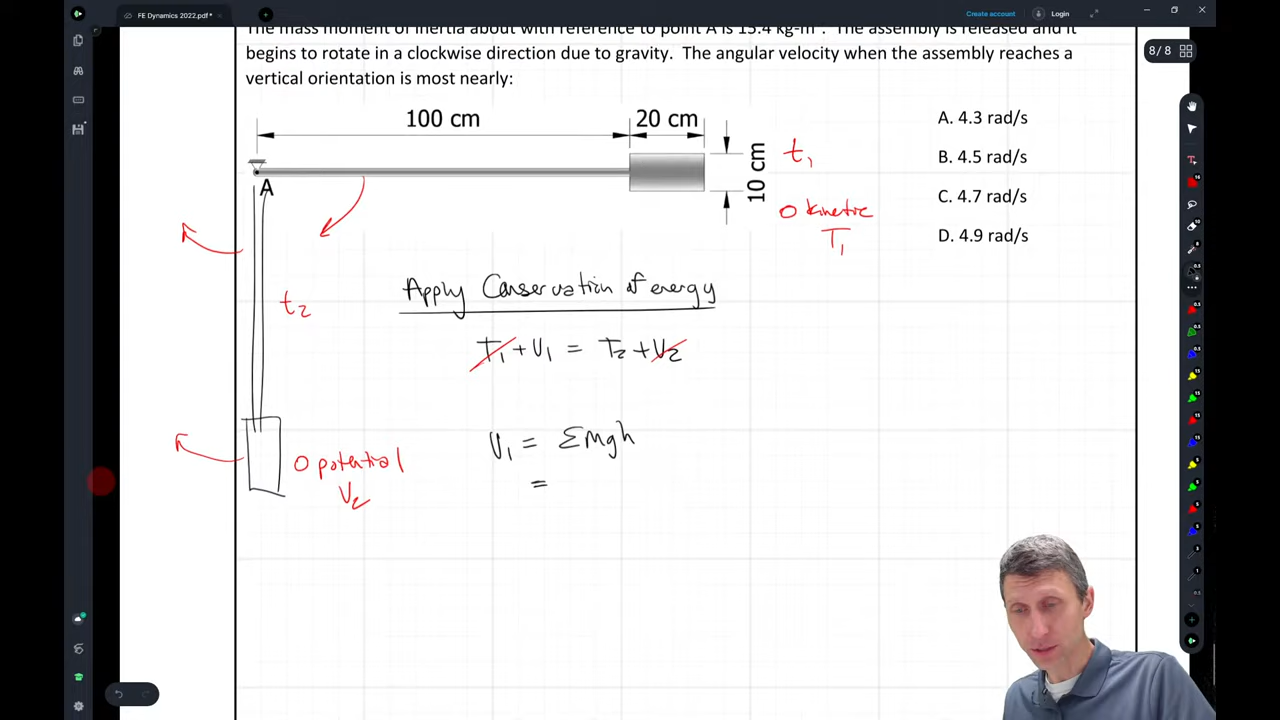 FE Dynamics 2022.pdf*
Create account
Login
The mass moment of inertia about with reference to point A is 15.4 kg-m². The assembly is released and it
8/8
begins to rotate in a clockwise direction due to gravity. The angular velocity when the assembly reaches a
vertical orientation is most nearly:
100 cm
20 cm
10 cm
A. 4.3 rad/s
B. 4.5 rad/s
C. 4.7 rad/s
D. 4.9 rad/s
t₁
A
0 kinetic
T₁
t₂
Apply Conservation of energy
T₁ + V₁ = T₂ + V₂
V₁ = Σmgh
=
0 potential
V₂